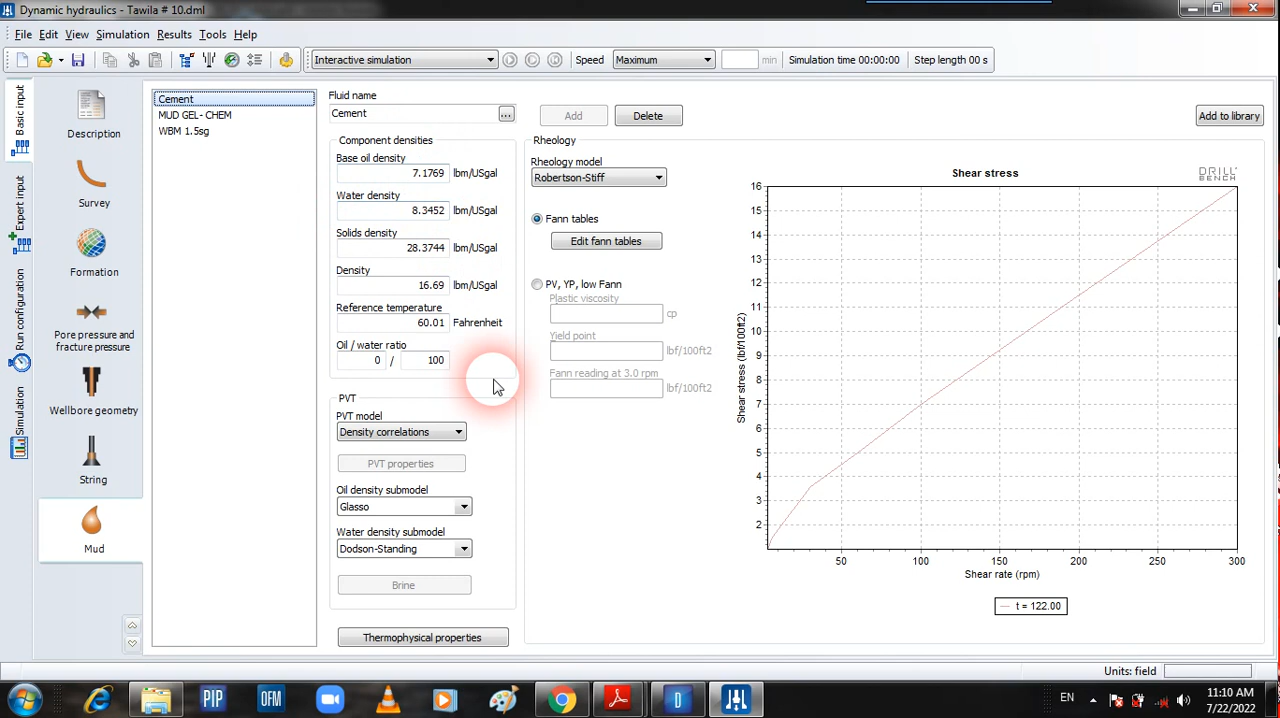 Dynamic hydraulics - Tawila # 10.dml
File Edit View Simulation Results Tools Help
Interactive simulation Speed Maximum min Simulation time 00:00:00 Step length 00 s
Basic input
Expert input
Run configuration
Simulation
Description
Survey
Formation
Pore pressure and
fracture pressure
Wellbore geometry
String
Mud
Cement
MUD GEL- CHEM
WBM 1.5sg
Fluid name
Cement ... Add Delete Add to library
Component densities
Base oil density
7.1769 lbm/USgal
Water density
8.3452 lbm/USgal
Solids density
28.3744 lbm/USgal
Density
16.69 lbm/USgal
Reference temperature
60.01 Fahrenheit
Oil / water ratio
0 / 100
PVT
PVT model
Density correlations
PVT properties
Oil density submodel
Glasso
Water density submodel
Dodson-Standing
Brine
Thermophysical properties
Rheology
Rheology model
Robertson-Stiff
Fann tables
Edit fann tables
PV, YP, low Fann
Plastic viscosity
cp
Yield point
lbf/100ft2
Fann reading at 3.0 rpm
lbf/100ft2
Shear stress
DRILL
BENCH
Shear stress (lbf/100ft2)
16
15
14
13
12
11
10
9
8
7
6
5
4
3
2
50 100 150 200 250 300
Shear rate (rpm)
t = 122.00
Units: field
PIP OFM D EN 11:10 AM
7/22/2022